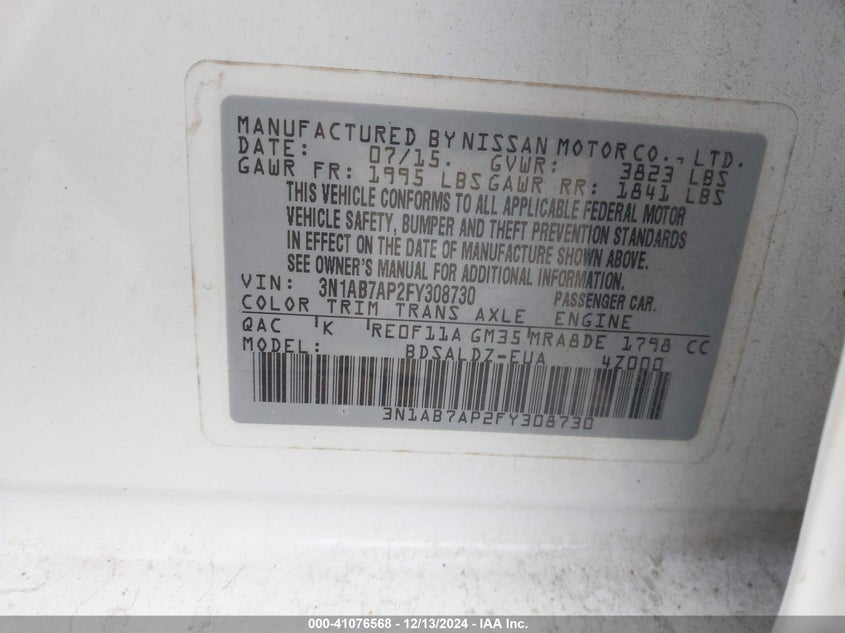 MANUFACTURED BY NISSAN MOTOR CO., LTD.
DATE: 07/15. GVWR: 3823 LBS
GAWR FR: 1995 LBS GAWR RR: 1841 LBS
THIS VEHICLE CONFORMS TO ALL APPLICABLE FEDERAL MOTOR
VEHICLE SAFETY, BUMPER AND THEFT PREVENTION STANDARDS
IN EFFECT ON THE DATE OF MANUFACTURE SHOWN ABOVE.
SEE OWNER'S MANUAL FOR ADDITIONAL INFORMATION.
VIN: 3N1AB7AP2FY308730 PASSENGER CAR.
COLOR TRIM TRANS AXLE ENGINE
QAC K RE0F11A GM35 MRA8DE 1798 CC
MODEL: BDSALDZ-EUA 4Z000
3N1AB7AP2FY308730
000-41076568 - 12/13/2024 - IAA Inc.